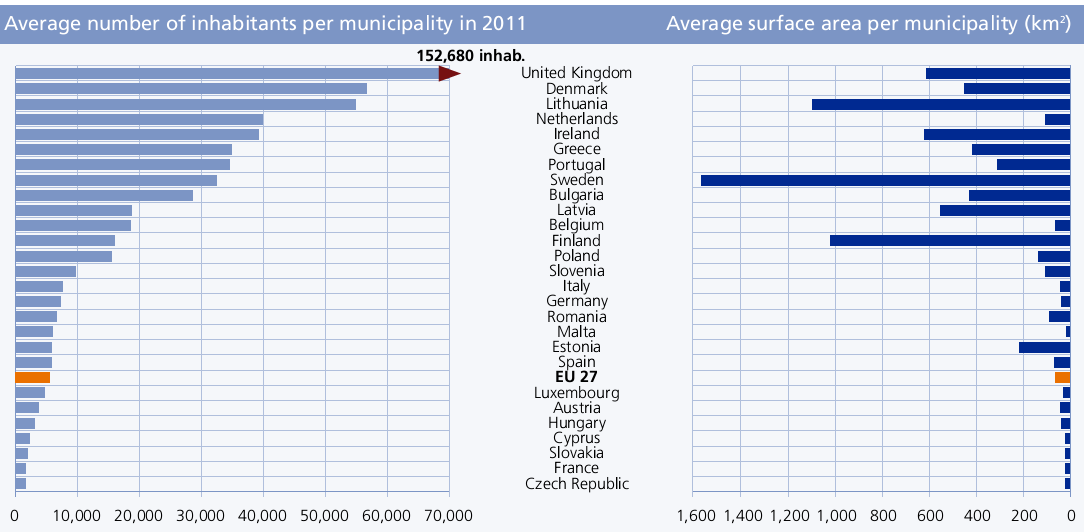 Average number of inhabitants per municipality in 2011
Average surface area per municipality (km²)
152,680 inhab.
United Kingdom
Denmark
Lithuania
Netherlands
Ireland
Greece
Portugal
Sweden
Bulgaria
Latvia
Belgium
Finland
Poland
Slovenia
Italy
Germany
Romania
Malta
Estonia
Spain
EU 27
Luxembourg
Austria
Hungary
Cyprus
Slovakia
France
Czech Republic
0 10,000 20,000 30,000 40,000 50,000 60,000 70,000
1,600 1,400 1,200 1,000 800 600 400 200 0